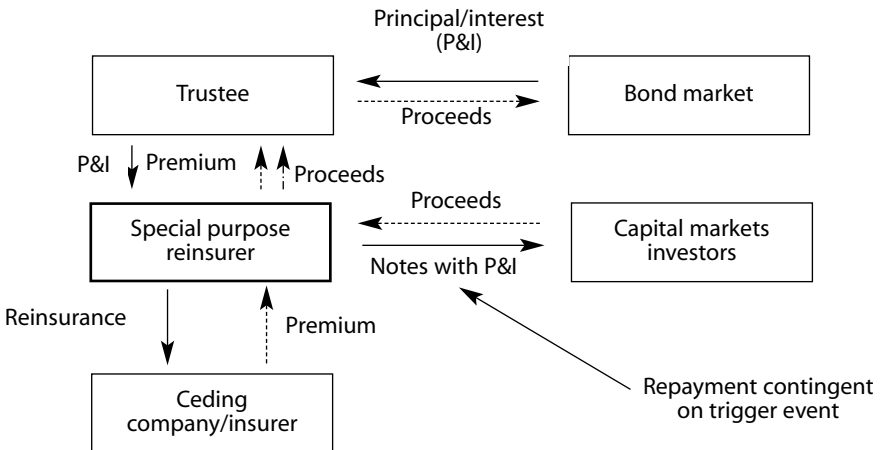 Principal/interest
(P&I)
Trustee
Bond market
Proceeds
P&I
Premium
Proceeds
Proceeds
Special purpose
reinsurer
Capital markets
investors
Notes with P&I
Reinsurance
Premium
Ceding
company/insurer
Repayment contingent
on trigger event